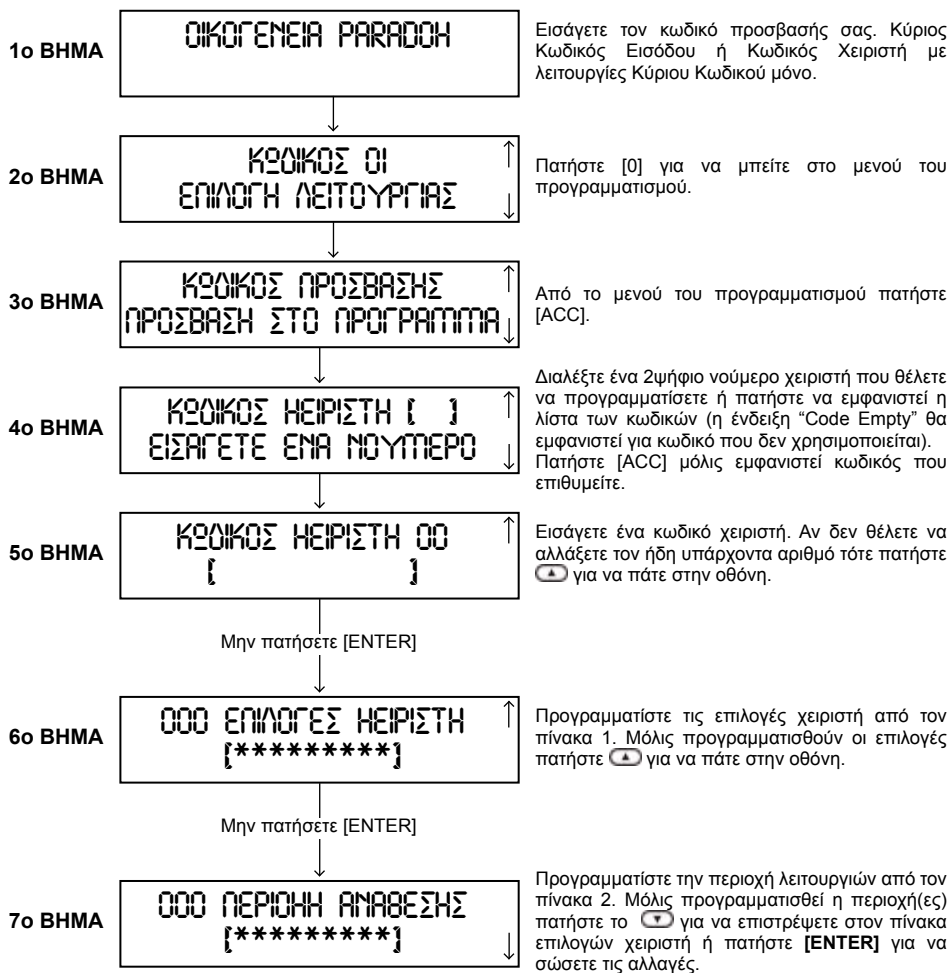 1ο ΒΗΜΑ
ΟΙΚΟΓΕΝΕΙΑ PARADOH
Εισάγετε τον κωδικό προσβασής σας. Κύριος
Κωδικός Εισόδου ή Κωδικός Χειριστή με
λειτουργίες Κύριου Κωδικού μόνο.
2ο ΒΗΜΑ
ΚΩΔΙΚΟΣ 01
ΕΠΙΛΟΓΗ ΛΕΙΤΟΥΡΓΙΑΣ
Πατήστε [0] για να μπείτε στο μενού του
προγραμματισμού.
3ο ΒΗΜΑ
ΚΩΔΙΚΟΣ ΠΡΟΣΒΑΣΗΣ
ΠΡΟΣΒΑΣΗ ΣΤΟ ΠΡΟΓΡΑΜΜΑ
Από το μενού του προγραμματισμού πατήστε
[ACC].
4ο ΒΗΜΑ
ΚΩΔΙΚΟΣ ΗΕΙΡΙΣΤΗ [ ]
ΕΙΣΑΓΕΤΕ ΕΝΑ ΝΟΥΜΕΡΟ
Διαλέξτε ένα 2ψήφιο νούμερο χειριστή που θέλετε
να προγραμματίσετε ή πατήστε να εμφανιστεί η
λίστα των κωδικών (η ένδειξη “Code Empty” θα
εμφανιστεί για κωδικό που δεν χρησιμοποιείται).
Πατήστε [ACC] μόλις εμφανιστεί κωδικός που
επιθυμείτε.
5ο ΒΗΜΑ
ΚΩΔΙΚΟΣ ΗΕΙΡΙΣΤΗ 00
[ ]
Εισάγετε ένα κωδικό χειριστή. Αν δεν θέλετε να
αλλάξετε τον ήδη υπάρχοντα αριθμό τότε πατήστε
για να πάτε στην οθόνη.
Μην πατήσετε [ENTER]
6ο ΒΗΜΑ
000 ΕΠΙΛΟΓΕΣ ΗΕΙΡΙΣΤΗ
[*********]
Προγραμματίστε τις επιλογές χειριστή από τον
πίνακα 1. Μόλις προγραμματισθούν οι επιλογές
πατήστε για να πάτε στην οθόνη.
Μην πατήσετε [ENTER]
7ο ΒΗΜΑ
000 ΠΕΡΙΟΗΗ ΑΝΑΘΕΣΗΣ
[*********]
Προγραμματίστε την περιοχή λειτουργιών από τον
πίνακα 2. Μόλις προγραμματισθεί η περιοχή(ες)
πατήστε το για να επιστρέψετε στον πίνακα
επιλογών χειριστή ή πατήστε [ENTER] για να
σώσετε τις αλλαγές.